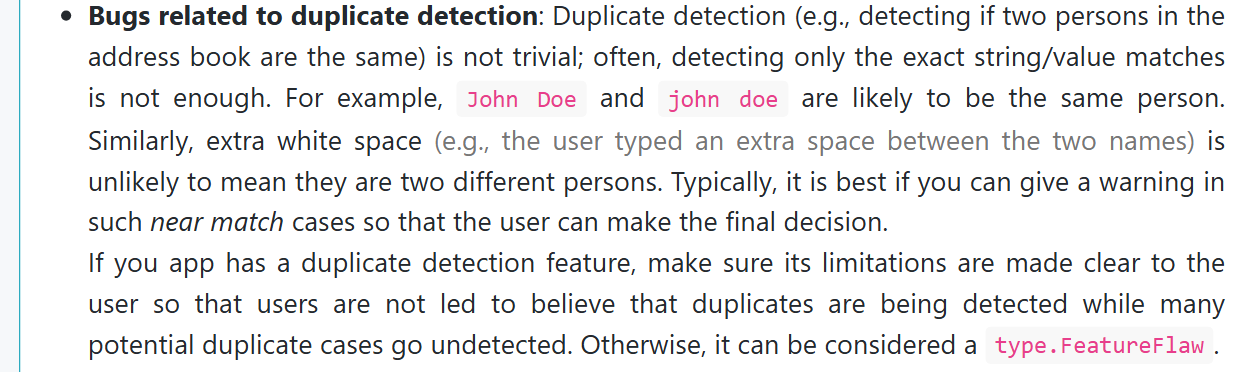 Bugs related to duplicate detection: Duplicate detection (e.g., detecting if two persons in the
address book are the same) is not trivial; often, detecting only the exact string/value matches
is not enough. For example, John Doe and john doe are likely to be the same person.
Similarly, extra white space (e.g., the user typed an extra space between the two names) is
unlikely to mean they are two different persons. Typically, it is best if you can give a warning in
such near match cases so that the user can make the final decision.
If you app has a duplicate detection feature, make sure its limitations are made clear to the
user so that users are not led to believe that duplicates are being detected while many
potential duplicate cases go undetected. Otherwise, it can be considered a type.FeatureFlaw.